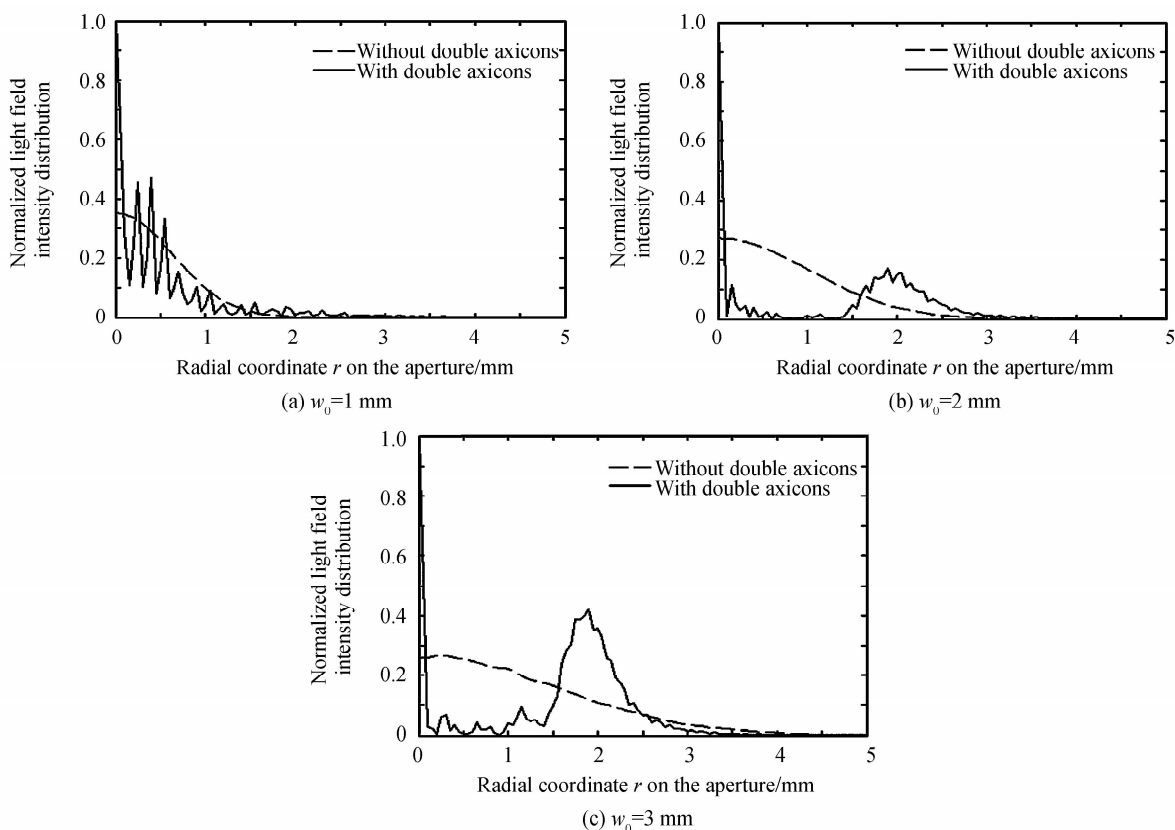 1.0
0.8
0.6
0.4
0.2
0
Normalized light field
intensity distribution
Without double axicons
With double axicons
0 1 2 3 4 5
Radial coordinate r on the aperture/mm
(a) w₀=1 mm
1.0
0.8
0.6
0.4
0.2
0
Normalized light field
intensity distribution
Without double axicons
With double axicons
0 1 2 3 4 5
Radial coordinate r on the aperture/mm
(b) w₀=2 mm
1.0
0.8
0.6
0.4
0.2
0
Normalized light field
intensity distribution
Without double axicons
With double axicons
0 1 2 3 4 5
Radial coordinate r on the aperture/mm
(c) w₀=3 mm